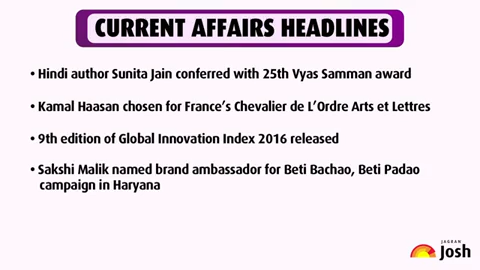 CURRENT AFFAIRS HEADLINES
• Hindi author Sunita Jain conferred with 25th Vyas Samman award
• Kamal Haasan chosen for France's Chevalier de L'Ordre Arts et Lettres
• 9th edition of Global Innovation Index 2016 released
• Sakshi Malik named brand ambassador for Beti Bachao, Beti Padao
campaign in Haryana
JAGRAN
Josh